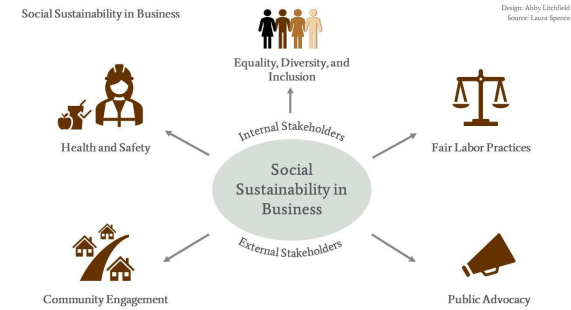 Social Sustainability in Business
Design: Abby Litchfield
Source: Laura Spence
Equality, Diversity, and
Inclusion
Health and Safety
Internal Stakeholders
Fair Labor Practices
Social
Sustainability in
Business
External Stakeholders
Community Engagement
Public Advocacy